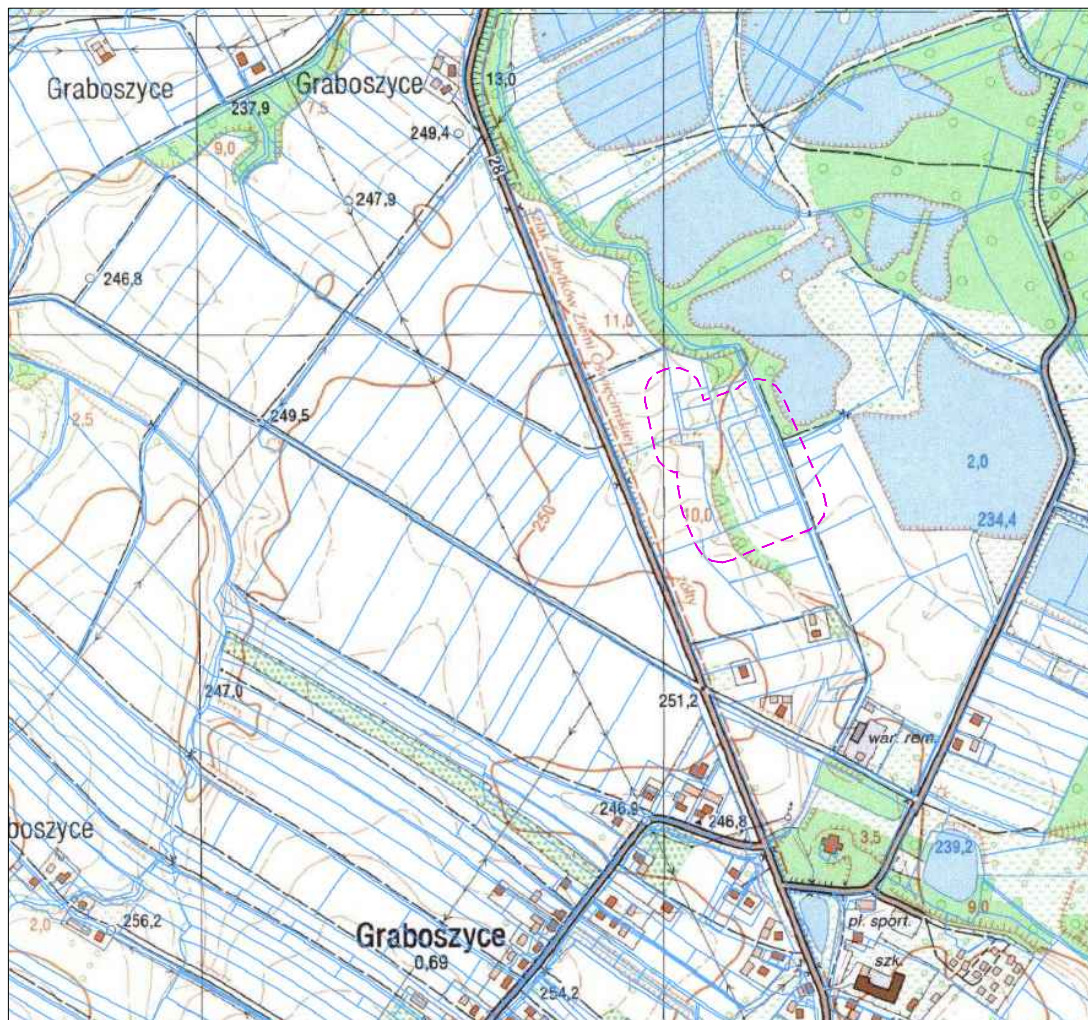 Graboszyce
Graboszyce
13,0
237,9
7,5
249,4
9,0
28
247,9
246,8
Szlak Zabytków Ziemi Oświęcimskiej
11,0
249,5
2,5
2,0
250
10,0
234,4
żółty
247,0
251,2
war. rem.
246,9
246,8
boszyce
3,5
239,2
2,0
256,2
Graboszyce
0,69
9,0
pł. sport.
szk.
254,2